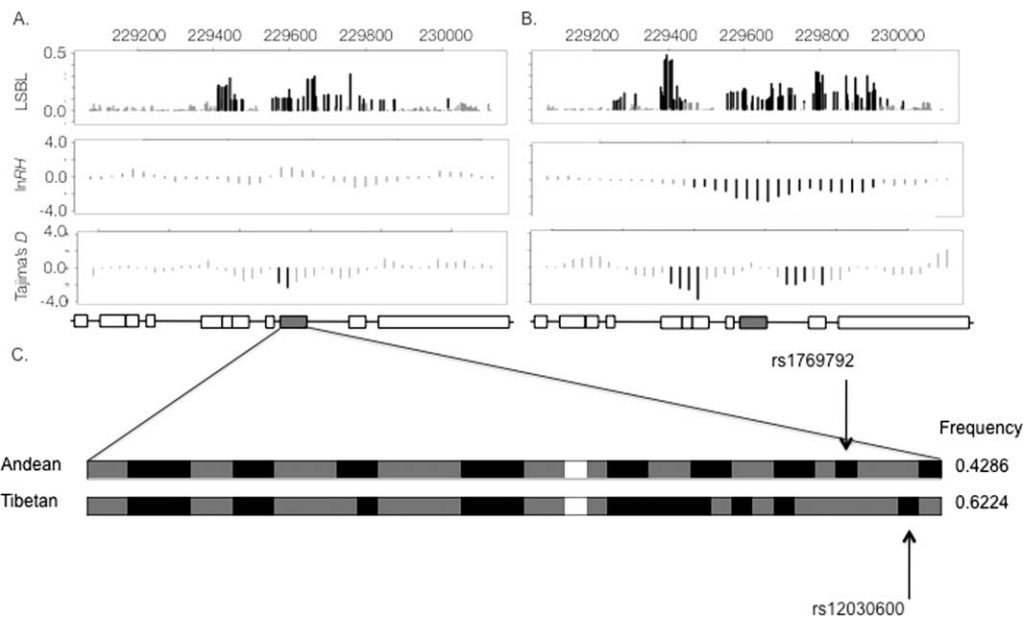 A.
B.
229200 229400 229600 229800 230000
229200 229400 229600 229800 230000
LSBL
0.5
0.0
lnRH
4.0
0.0
-4.0
Tajima's D
4.0
0.0
-4.0
C.
rs1769792
Frequency
Andean
0.4286
Tibetan
0.6224
rs12030600